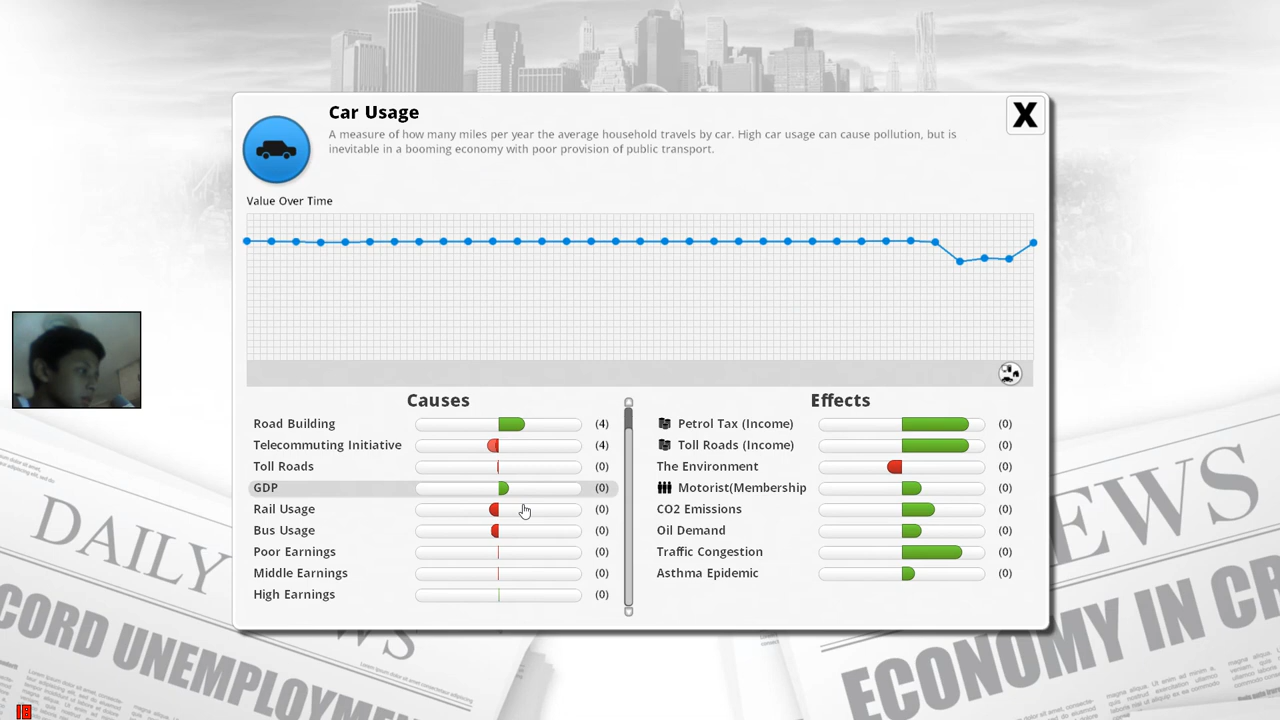 Car Usage
X
A measure of how many miles per year the average household travels by car. High car usage can cause pollution, but is
inevitable in a booming economy with poor provision of public transport.
Value Over Time
Causes
Effects
Road Building (4)
Telecommuting Initiative (4)
Toll Roads (0)
GDP (0)
Rail Usage (0)
Bus Usage (0)
Poor Earnings (0)
Middle Earnings (0)
High Earnings (0)
Petrol Tax (Income) (0)
Toll Roads (Income) (0)
The Environment (0)
Motorist(Membership (0)
CO2 Emissions (0)
Oil Demand (0)
Traffic Congestion (0)
Asthma Epidemic (0)
DAILY
NEWS
CORD UNEMPLOYM
WS
ECONOMY IN CR
18